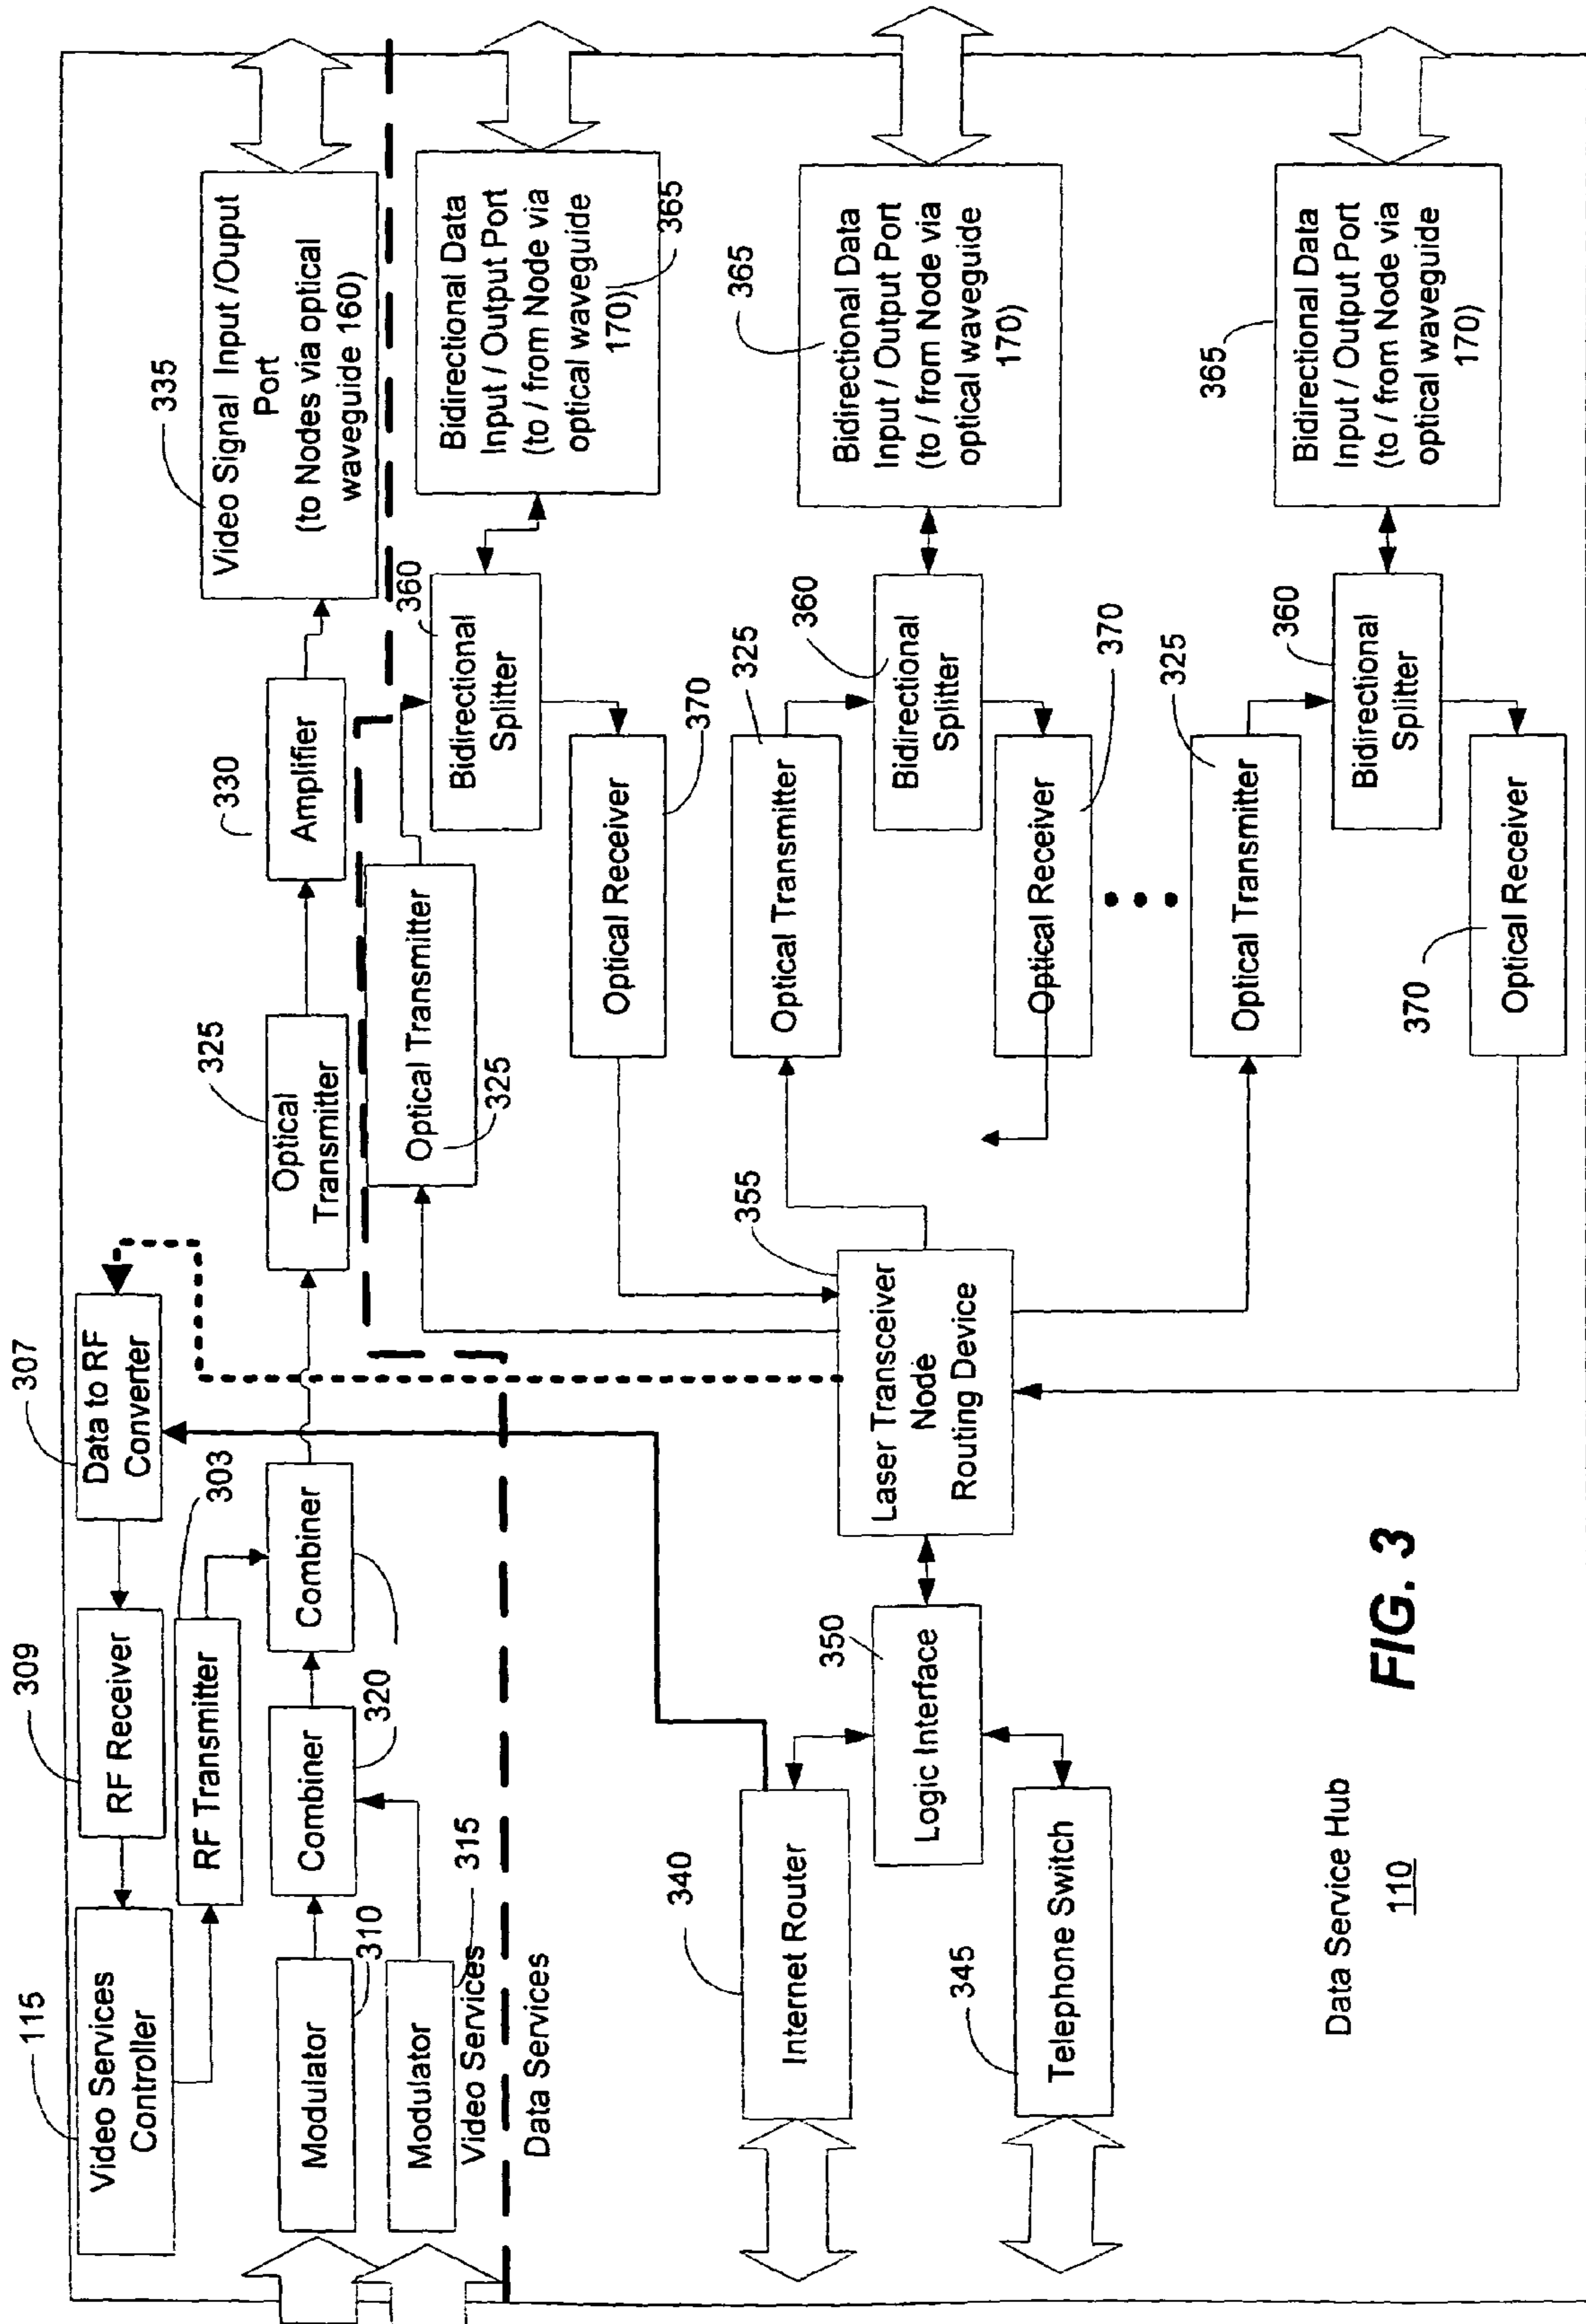 115
Video Services
Controller
309
RF Receiver
307
Data to RF
Converter
RF Transmitter
303
Modulator
310
Combiner
320
Combiner
325
Optical
Transmitter
330
Amplifier
335
Video Signal Input /Ouput
Port
(to Nodes via optical
waveguide 160)
Modulator
315
Video Services
Data Services
Optical Transmitter
325
360
Bidirectional
Splitter
Bidirectional Data
Input / Output Port
(to / from Node via
optical waveguide
170)
365
Optical Receiver
370
340
Internet Router
350
Logic Interface
345
Telephone Switch
355
Laser Transceiver
Node
Routing Device
Optical Transmitter
325
360
Bidirectional
Splitter
365
Bidirectional Data
Input / Output Port
(to / from Node via
optical waveguide
170)
Optical Receiver
370
Optical Transmitter
325
360
Bidirectional
Splitter
365
Bidirectional Data
Input / Output Port
(to / from Node via
optical waveguide
170)
370
Optical Receiver
Data Service Hub
110
FIG. 3